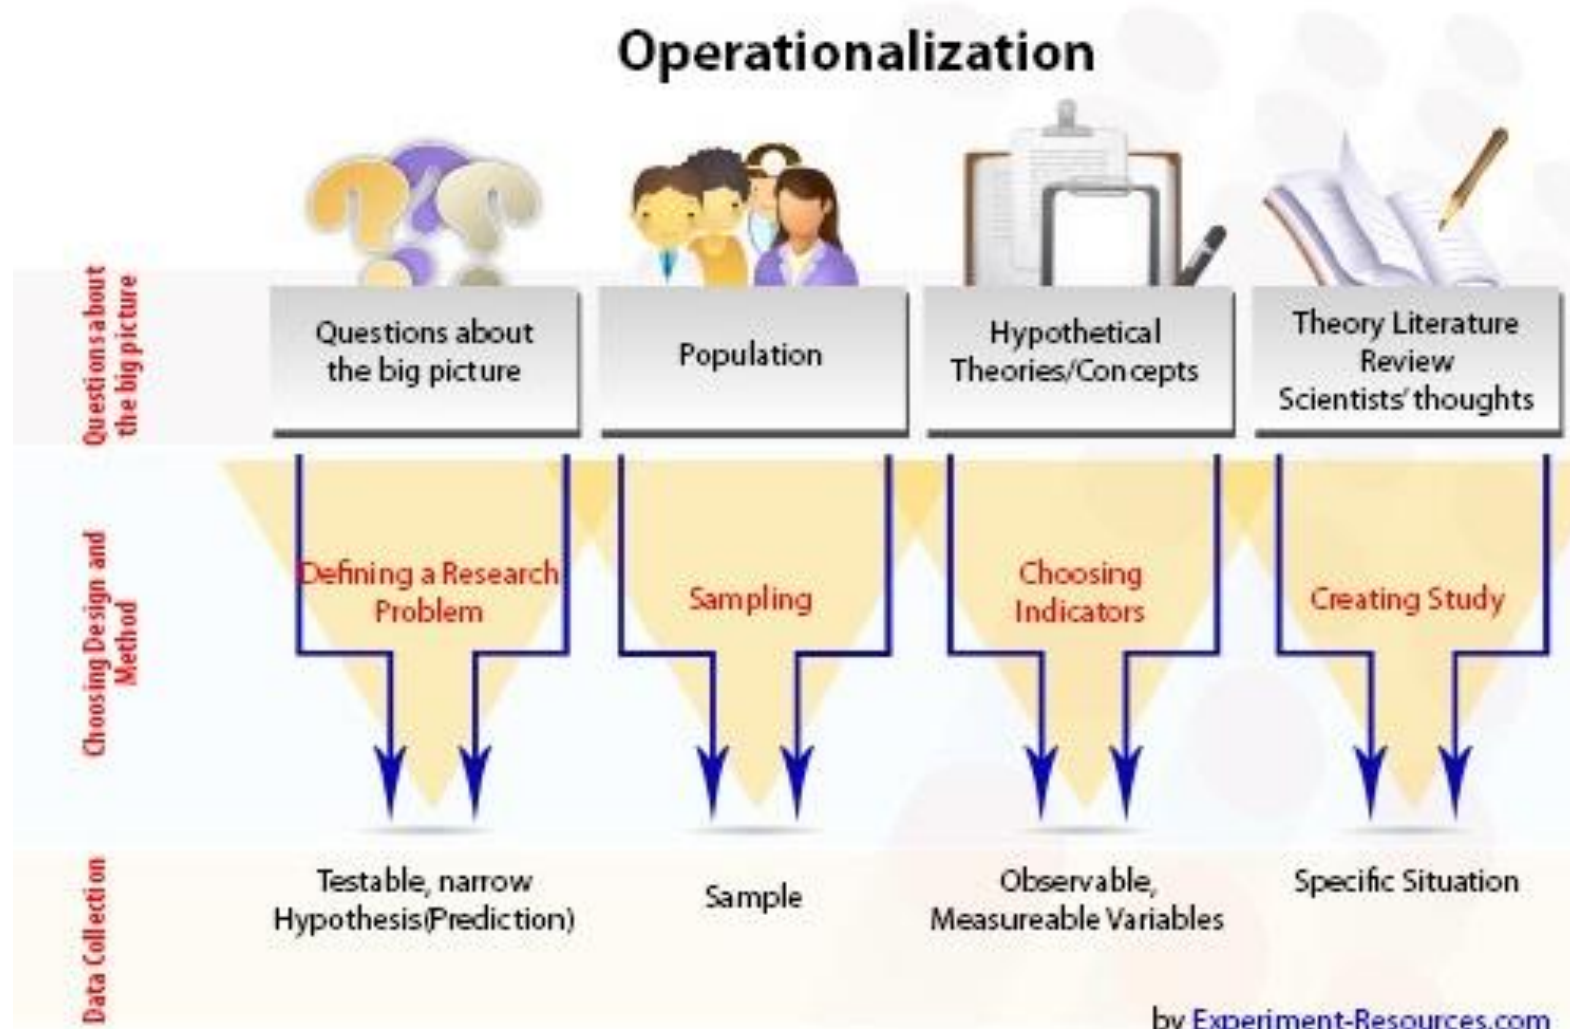 Operationalization
Questions about
the big picture
Questions about
the big picture
Population
Hypothetical
Theories/Concepts
Theory Literature
Review
Scientists' thoughts
Choosing Design and
Method
Defining a Research
Problem
Sampling
Choosing
Indicators
Creating Study
Data Collection
Testable, narrow
Hypothesis(Prediction)
Sample
Observable,
Measureable Variables
Specific Situation
by Experiment-Resources.com